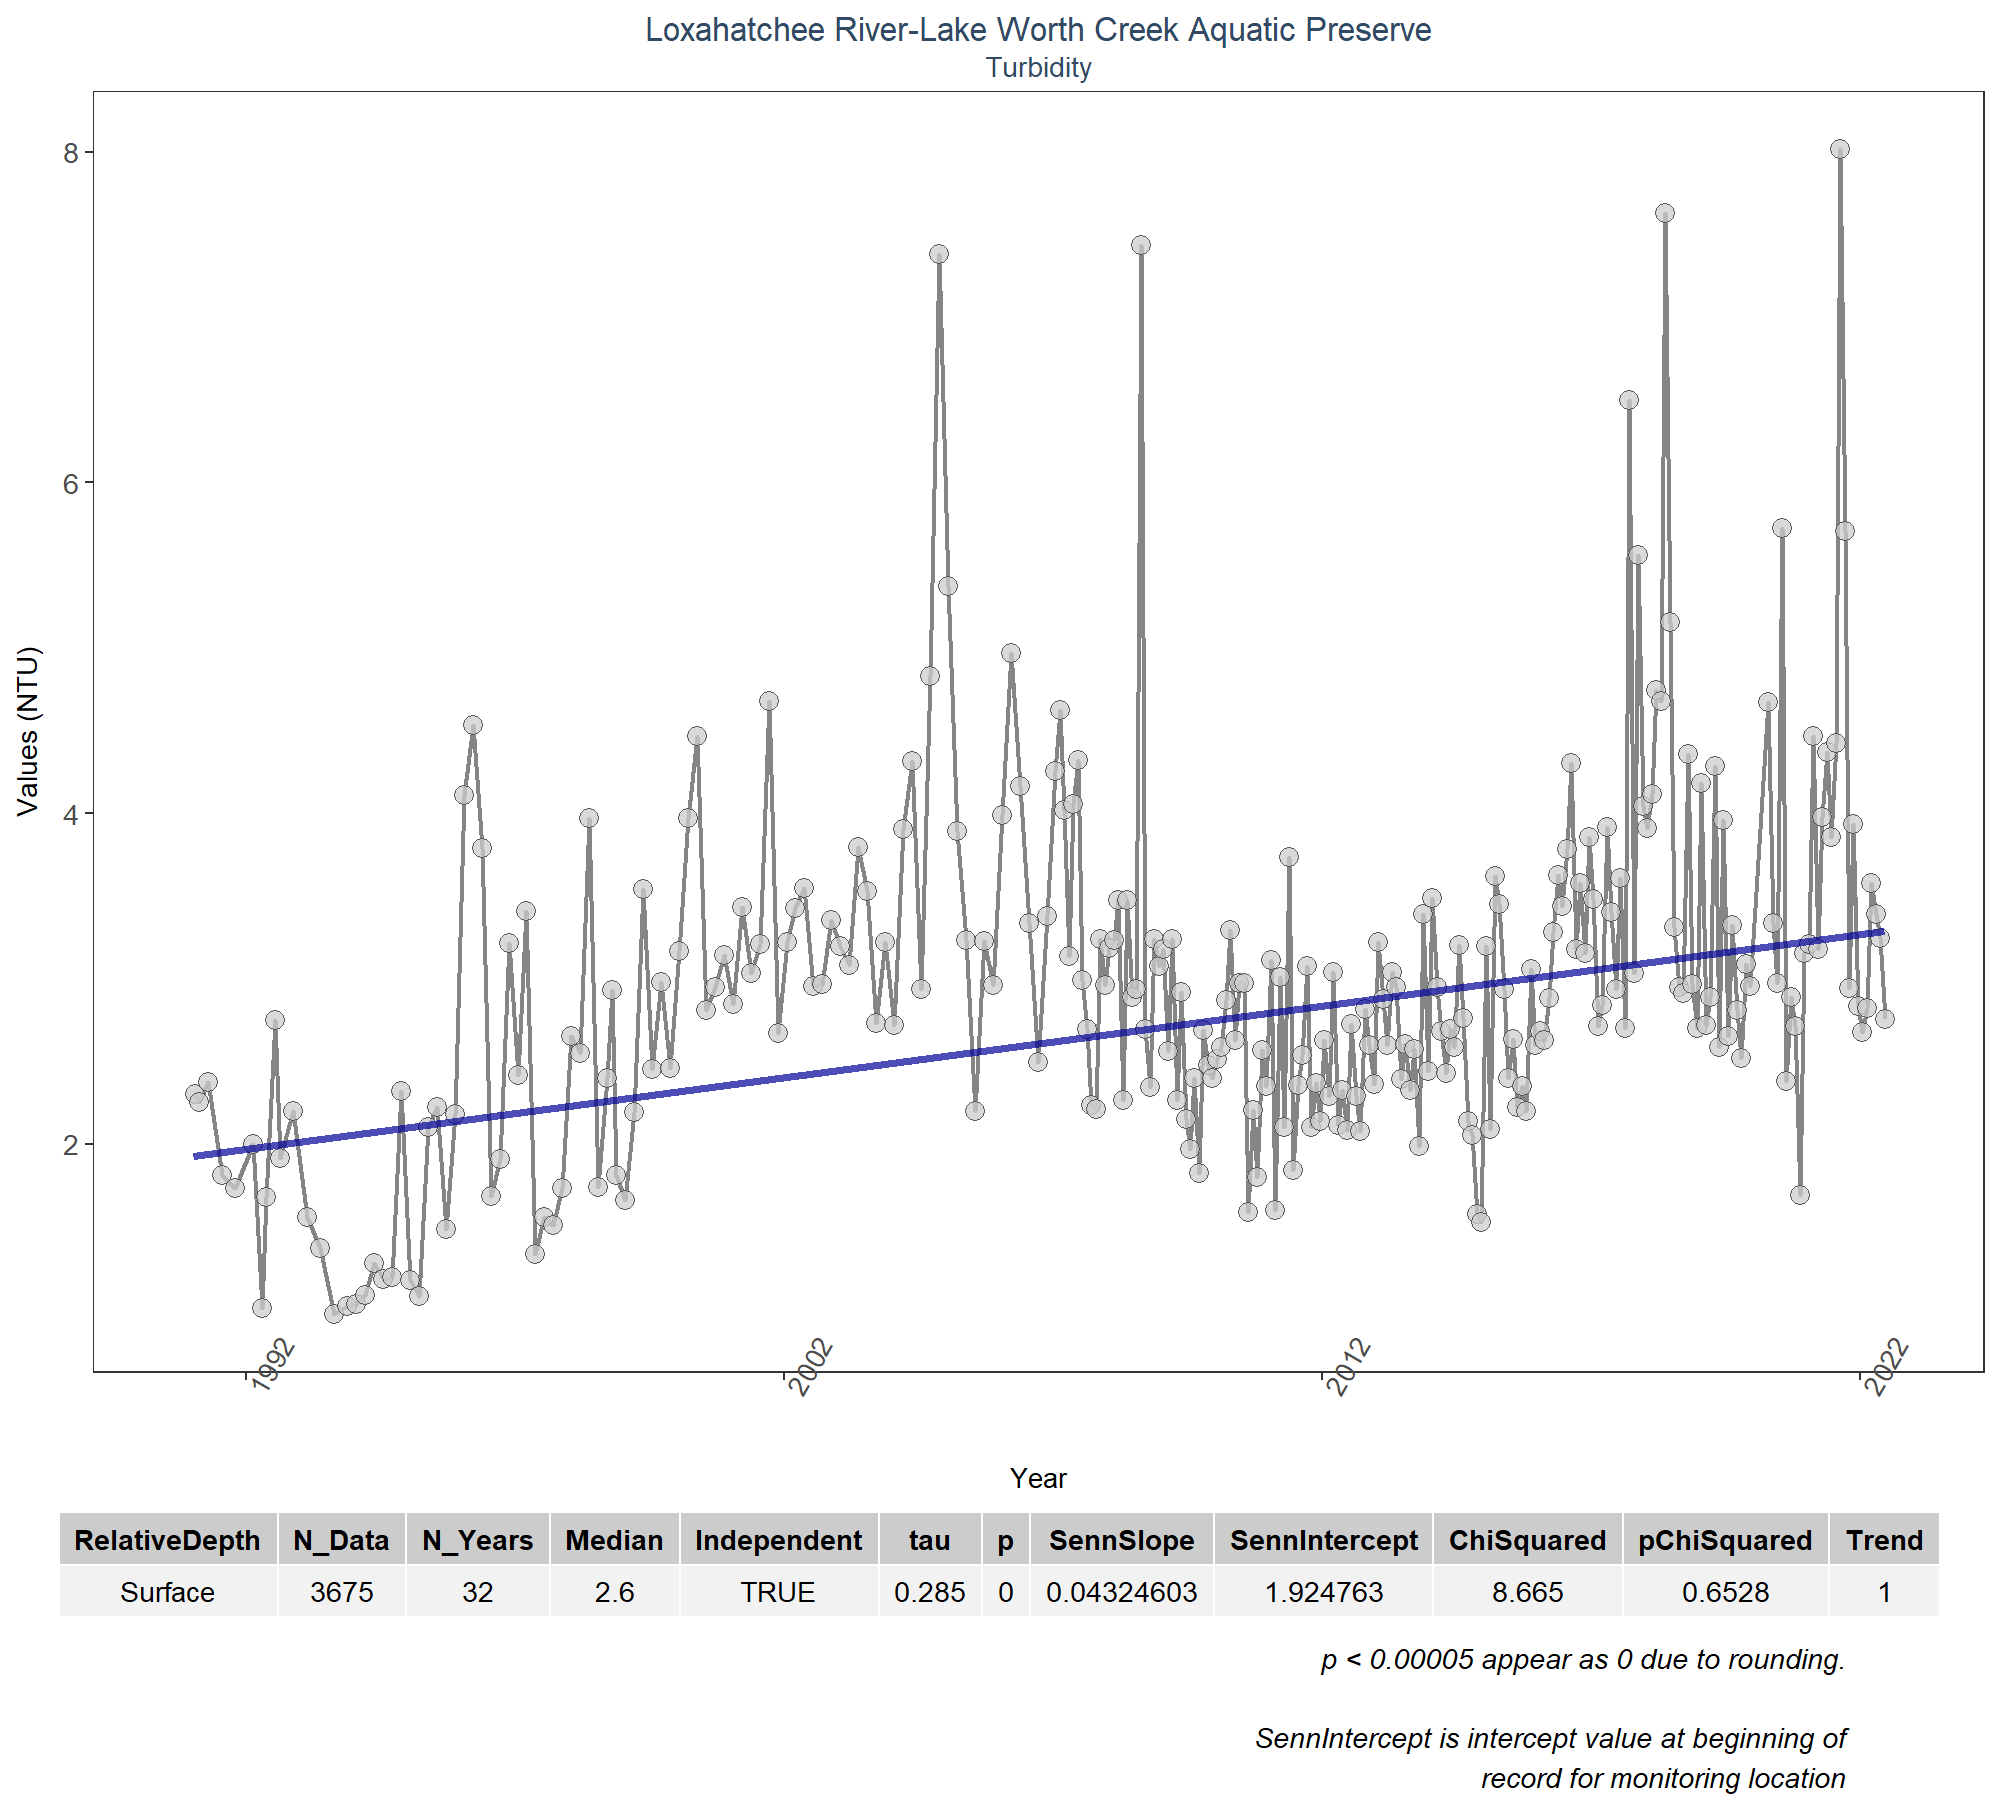 Loxahatchee River-Lake Worth Creek Aquatic Preserve
Turbidity
8
6
4
2
Values (NTU)
1992
2002
2012
2022
Year
RelativeDepth N_Data N_Years Median Independent tau p SennSlope SennIntercept ChiSquared pChiSquared Trend
Surface 3675 32 2.6 TRUE 0.285 0 0.04324603 1.924763 8.665 0.6528 1
p < 0.00005 appear as 0 due to rounding.
SennIntercept is intercept value at beginning of
record for monitoring location